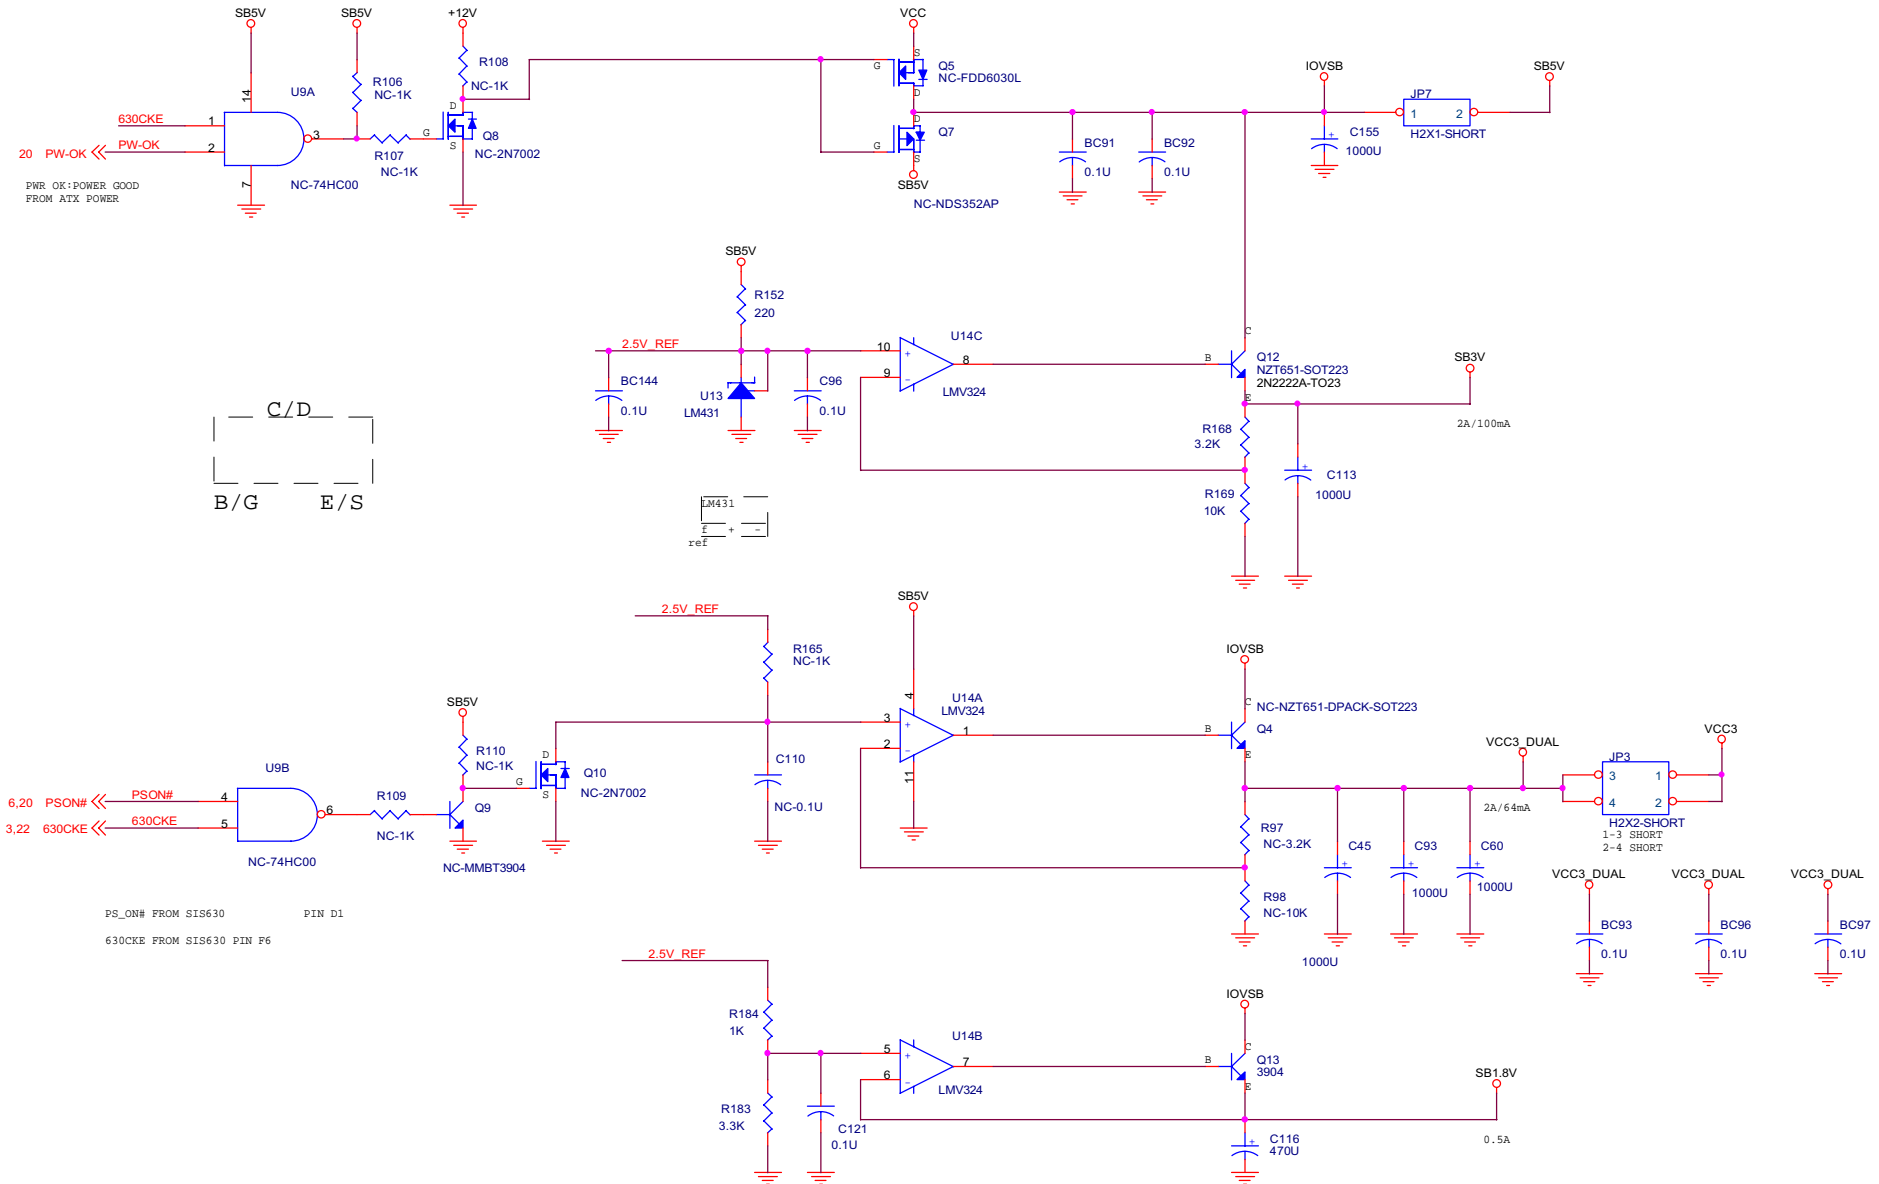 SB5V
SB5V
+12V
VCC
R108
NC-1K
R106
NC-1K
U9A
14
630CKE
1
3
20 PW-OK
PW-OK
2
7
NC-74HC00
R107
NC-1K
D
G
S
Q8
NC-2N7002
PWR OK:POWER GOOD
FROM ATX POWER
S
G
D
Q5
NC-FDD6030L
D
G
S
Q7
SB5V
NC-NDS352AP
BC91
0.1U
BC92
0.1U
IOVSB
C155
1000U
JP7
1 2
H2X1-SHORT
SB5V
SB5V
R152
220
2.5V_REF
BC144
0.1U
U13
LM431
C96
0.1U
U14C
10
+
9
-
8
LMV324
C
B
E
Q12
NZT651-SOT223
2N2222A-TO23
SB3V
2A/100mA
R168
3.2K
R169
10K
C113
1000U
C/D
B/G E/S
LM431
f + -
ref
2.5V_REF
R165
NC-1K
SB5V
4
U14A
LMV324
3
+
2
-
1
11
C110
NC-0.1U
SB5V
R110
NC-1K
D
G
S
Q10
NC-2N7002
U9B
6,20 PSON#
PSON#
4
6
3,22 630CKE
630CKE
5
NC-74HC00
R109
NC-1K
Q9
NC-MMBT3904
IOVSB
C
NC-NZT651-DPACK-SOT223
B
E
Q4
VCC3_DUAL
2A/64mA
JP3
3 1
4 2
H2X2-SHORT
1-3 SHORT
2-4 SHORT
VCC3
R97
NC-3.2K
R98
NC-10K
C45
1000U
C93
1000U
C60
1000U
VCC3_DUAL
BC93
0.1U
VCC3_DUAL
BC96
0.1U
VCC3_DUAL
BC97
0.1U
PS_ON# FROM SIS630 PIN D1
630CKE FROM SIS630 PIN F6
2.5V_REF
R184
1K
R183
3.3K
C121
0.1U
U14B
5
+
6
-
7
LMV324
IOVSB
C
B
E
Q13
3904
SB1.8V
0.5A
C116
470U